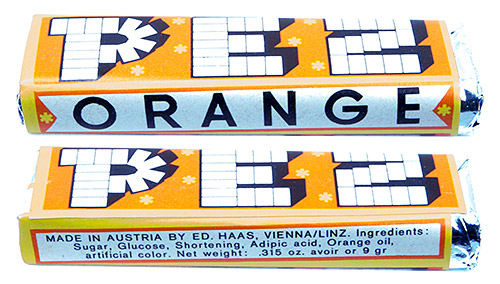 PEZ
ORANGE
PEZ
MADE IN AUSTRIA BY ED. HAAS, VIENNA/LINZ. Ingredients:
Sugar, Glucose, Shortening, Adipic acid, Orange oil,
artificial color. Net weight: .315 oz. avoir or 9 gr